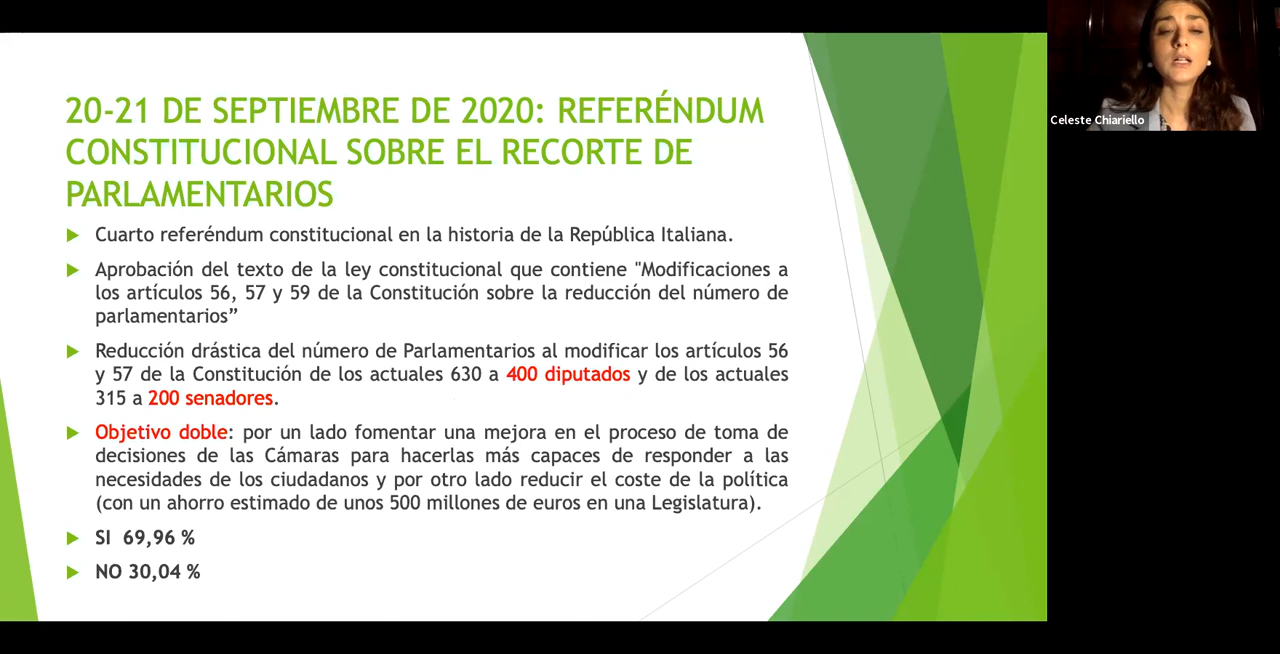 20-21 DE SEPTIEMBRE DE 2020: REFERÉNDUM
CONSTITUCIONAL SOBRE EL RECORTE DE
PARLAMENTARIOS
Cuarto referéndum constitucional en la historia de la República Italiana.
Aprobación del texto de la ley constitucional que contiene "Modificaciones a
los artículos 56, 57 y 59 de la Constitución sobre la reducción del número de
parlamentarios”
Reducción drástica del número de Parlamentarios al modificar los artículos 56
y 57 de la Constitución de los actuales 630 a 400 diputados y de los actuales
315 a 200 senadores.
Objetivo doble: por un lado fomentar una mejora en el proceso de toma de
decisiones de las Cámaras para hacerlas más capaces de responder a las
necesidades de los ciudadanos y por otro lado reducir el coste de la política
(con un ahorro estimado de unos 500 millones de euros en una Legislatura).
SI 69,96 %
NO 30,04 %
Celeste Chiariello